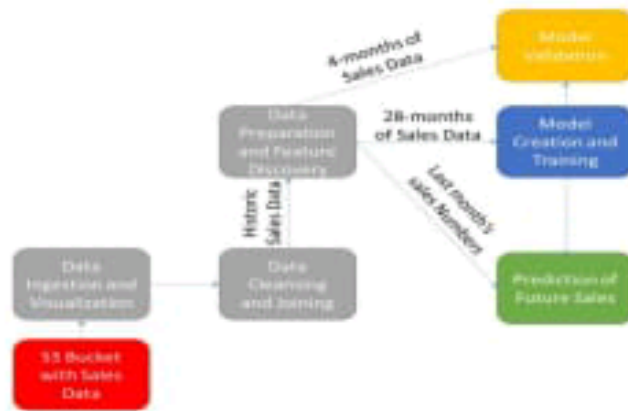 4-months of
Sales Data
Model
Validation
Data
Preparation
and Feature
Discovery
28-months
of Sales Data
Model
Creation and
Training
Historic
Sales Data
Last month's
sales Numbers
Data
Ingestion and
Visualization
Data
Cleansing
and Joining
Prediction of
Future Sales
S3 Bucket
with Sales
Data